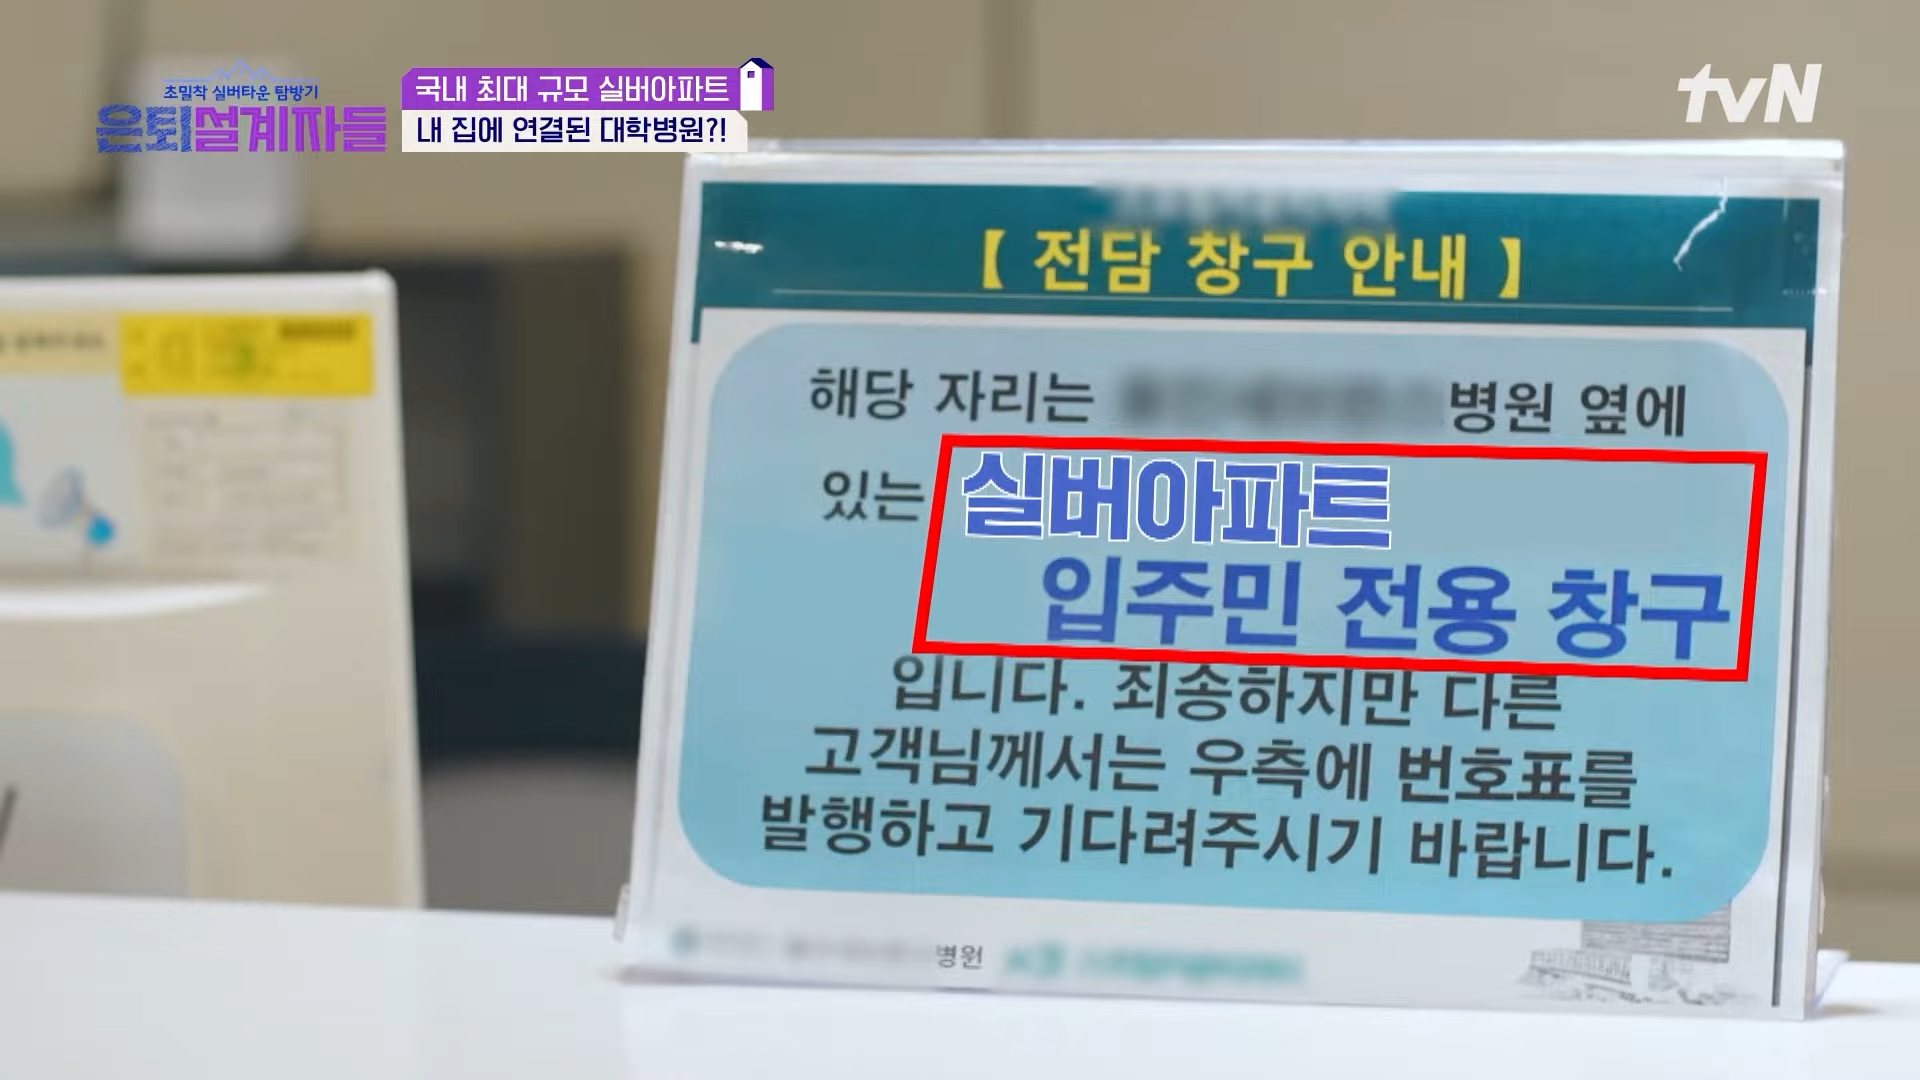 초밀착 실버타운 탐방기
은퇴설계자들
국내 최대 규모 실버아파트
내 집에 연결된 대학병원?!
tvN
【 전담 창구 안내 】
해당 자리는 병원 옆에
있는 실버아파트
입주민 전용 창구
입니다. 죄송하지만 다른
고객님께서는 우측에 번호표를
발행하고 기다려주시기 바랍니다.
병원